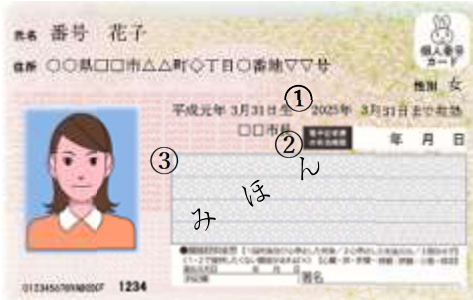 氏名 番号 花子
個人番号
カード
住所 ○○県□□市△△町◇丁目○番地▽▽号
性別 女
① 平成元年 3月31日生 2025年 3月31日まで有効
□□市長
② 電子証明書の有効期限 年 月 日
③
みほん
署名
0123456789ABCDEF 1234